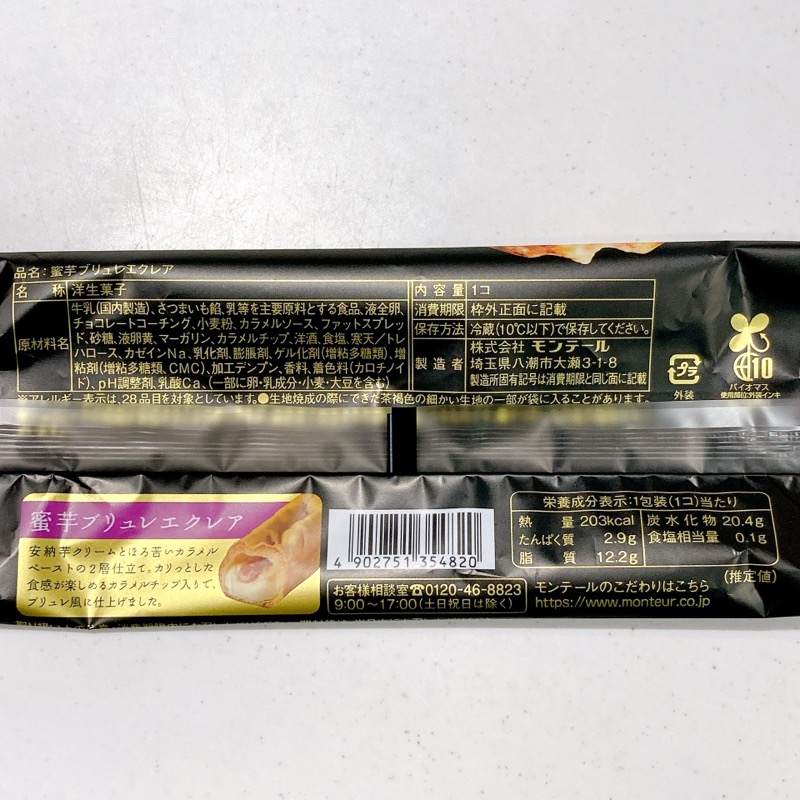 品名:蜜芋ブリュレエクレア
名 称 洋生菓子
原材料名 牛乳(国内製造)、さつまいも餡、乳等を主要原料とする食品、液全卵、
チョコレートコーチング、小麦粉、カラメルソース、ファットスプレッ
ド、砂糖、液卵黄、マーガリン、カラメルチップ、洋酒、食塩、寒天/トレ
ハロース、カゼインNa、乳化剤、膨脹剤、ゲル化剤(増粘多糖類)、増
粘剤(増粘多糖類、CMC)、加工デンプン、香料、着色料(カロチノイ
ド)、pH調整剤、乳酸Ca、(一部に卵・乳成分・小麦・大豆を含む)
内 容 量 1コ
消費期限 枠外正面に記載
保存方法 冷蔵(10℃以下)で保存してください。
製 造 者 株式会社 モンテール
埼玉県八潮市大瀬3-1-8
製造所固有記号は消費期限と同じ面に記載
※アレルギー表示は、28品目を対象としています。●生地焼成の際にできた茶褐色の細かい生地の一部が袋に入ることがあります。
プラ
外装
10
バイオマス
使用部位:外装インキ
蜜芋ブリュレエクレア
安納芋クリームとほろ苦いカラメル
ペーストの2層仕立て。カリっとした
食感が楽しめるカラメルチップ入りで、
ブリュレ風に仕上げました。
4 902751 354820
お客様相談室☎0120-46-8823
9:00~17:00(土日祝日は除く)
栄養成分表示:1包装(1コ)当たり
熱 量 203kcal 炭水化物 20.4g
たんぱく質 2.9g 食塩相当量 0.1g
脂 質 12.2g
(推定値)
モンテールのこだわりはこちら
https://www.monteur.co.jp